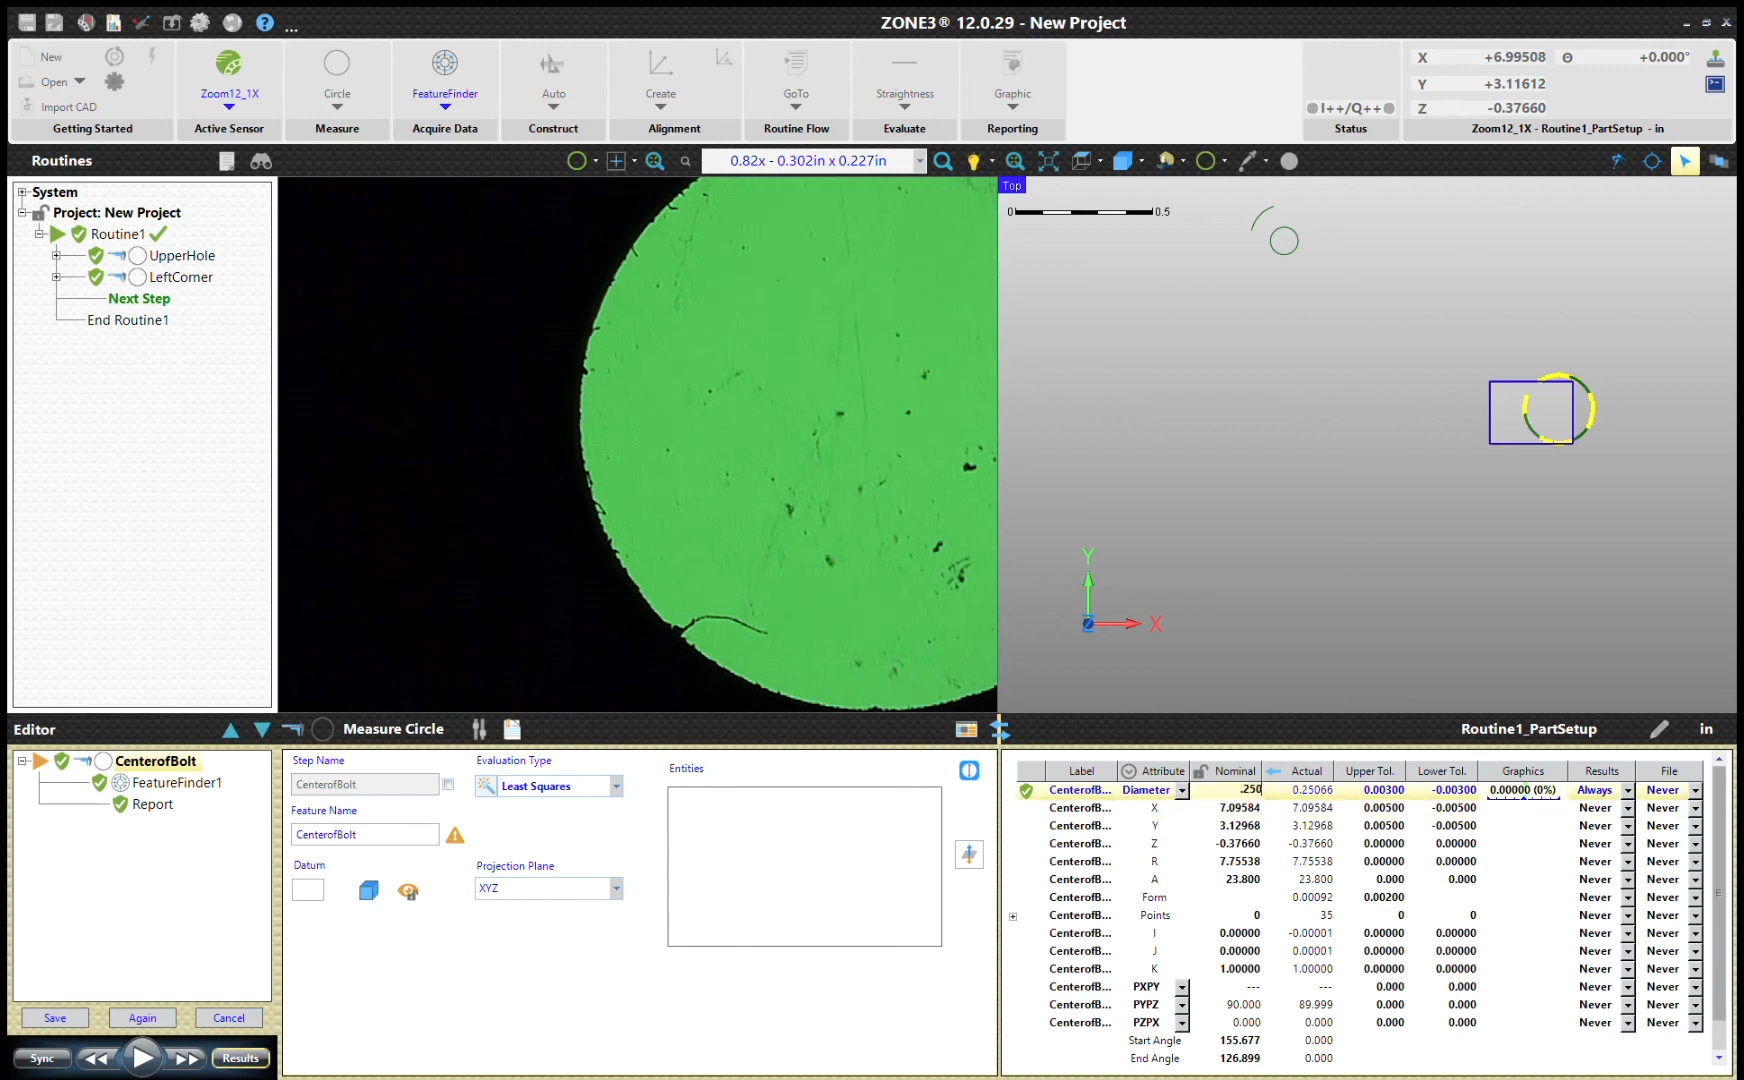 ZONE3® 12.0.29 - New Project
...
New
Open
Import CAD
Getting Started
Zoom12_1X
Active Sensor
Circle
Measure
FeatureFinder
Acquire Data
Auto
Construct
Create
Alignment
GoTo
Routine Flow
Straightness
Evaluate
Graphic
Reporting
I++/Q++
Status
X +6.99508 Θ +0.000°
Y +3.11612
Z -0.37660
Zoom12_1X - Routine1_PartSetup - in
Routines
0.82x - 0.302in x 0.227in
System
Project: New Project
Routine1
UpperHole
LeftCorner
Next Step
End Routine1
Top
0 0.5
Y
X
Z
Editor
Measure Circle
Routine1_PartSetup
in
CenterofBolt
FeatureFinder1
Report
Save Again Cancel
Sync Results
Step Name
CenterofBolt
Feature Name
CenterofBolt
Datum
Evaluation Type
Least Squares
Projection Plane
XYZ
Entities
Label Attribute Nominal Actual Upper Tol. Lower Tol. Graphics Results File
CenterofB... Diameter .250 0.25066 0.00300 -0.00300 0.00000 (0%) Always Never
CenterofB... X 7.09584 7.09584 0.00500 -0.00500 Never Never
CenterofB... Y 3.12968 3.12968 0.00500 -0.00500 Never Never
CenterofB... Z -0.37660 -0.37660 0.00000 0.00000 Never Never
CenterofB... R 7.75538 7.75538 0.00000 0.00000 Never Never
CenterofB... A 23.800 23.800 0.000 0.000 Never Never
CenterofB... Form 0.00092 0.00200 Never Never
CenterofB... Points 0 35 0 0 Never Never
CenterofB... I 0.00000 -0.00001 0.00000 0.00000 Never Never
CenterofB... J 0.00000 0.00001 0.00000 0.00000 Never Never
CenterofB... K 1.00000 1.00000 0.00000 0.00000 Never Never
CenterofB... PXPY --- --- 0.000 0.000 Never Never
CenterofB... PYPZ 90.000 89.999 0.000 0.000 Never Never
CenterofB... PZPX 0.000 0.000 0.000 0.000 Never Never
Start Angle 155.677 0.000
End Angle 126.899 0.000